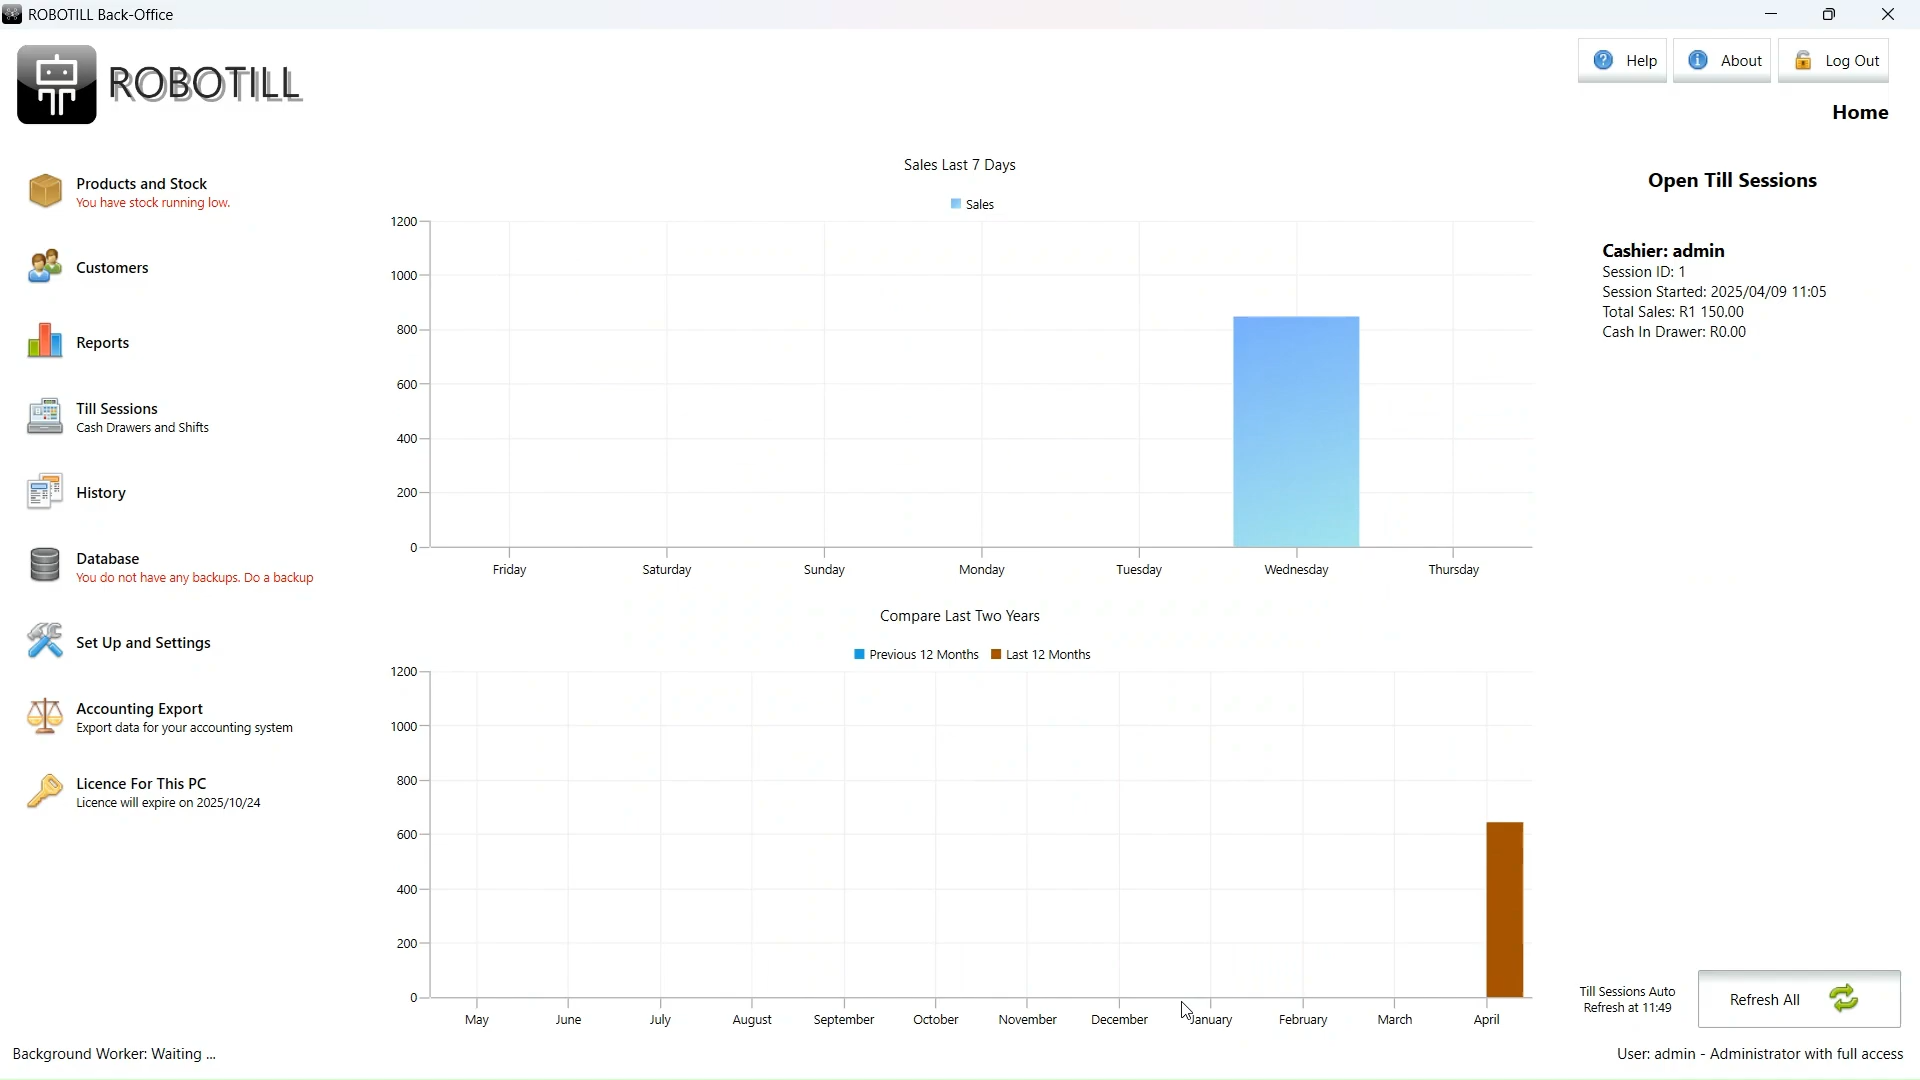 ROBOTILL Back-Office
ROBOTILL
Help
About
Log Out
Home
Products and Stock
You have stock running low.
Customers
Reports
Till Sessions
Cash Drawers and Shifts
History
Database
You do not have any backups. Do a backup
Set Up and Settings
Accounting Export
Export data for your accounting system
Licence For This PC
Licence will expire on 2025/10/24
Sales Last 7 Days
Sales
1200
1000
800
600
400
200
0
Friday Saturday Sunday Monday Tuesday Wednesday Thursday
Compare Last Two Years
Previous 12 Months Last 12 Months
1200
1000
800
600
400
200
0
May June July August September October November December January February March April
Open Till Sessions
Cashier: admin
Session ID: 1
Session Started: 2025/04/09 11:05
Total Sales: R1 150.00
Cash In Drawer: R0.00
Till Sessions Auto
Refresh at 11:49
Refresh All
Background Worker: Waiting ...
User: admin - Administrator with full access